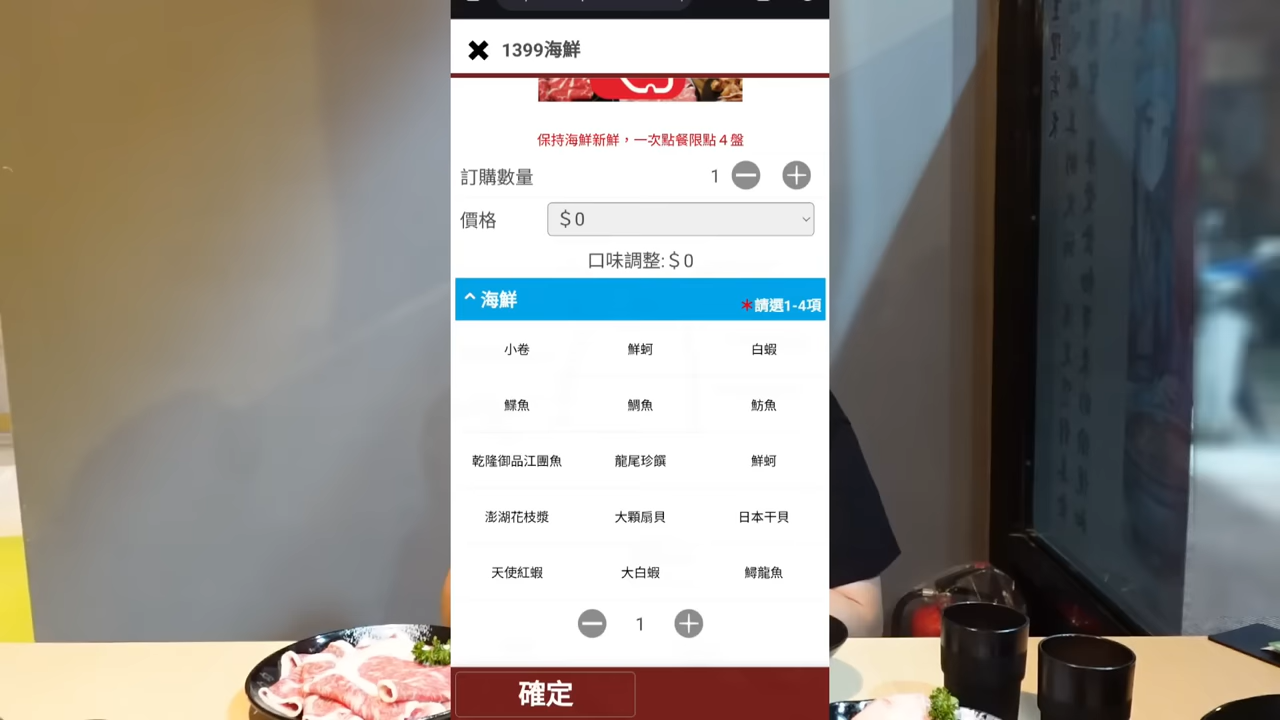 1399海鮮
保持海鮮新鮮，一次點餐限點４盤
訂購數量 1
價格 ＄0
口味調整:＄0
海鮮 *請選1-4項
小卷 鮮蚵 白蝦
鰈魚 鯛魚 魴魚
乾隆御品江團魚 龍尾珍饌 鮮蚵
澎湖花枝漿 大顆扇貝 日本干貝
天使紅蝦 大白蝦 鱘龍魚
1
確定